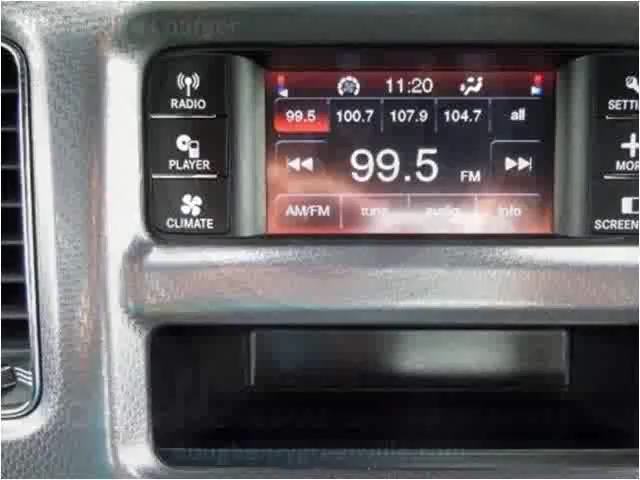 Charger
RADIO
11:20
SETTI
99.5 100.7 107.9 104.7 all
PLAYER
99.5 FM
MOR
CLIMATE
AM/FM tune audio info
SCREEN